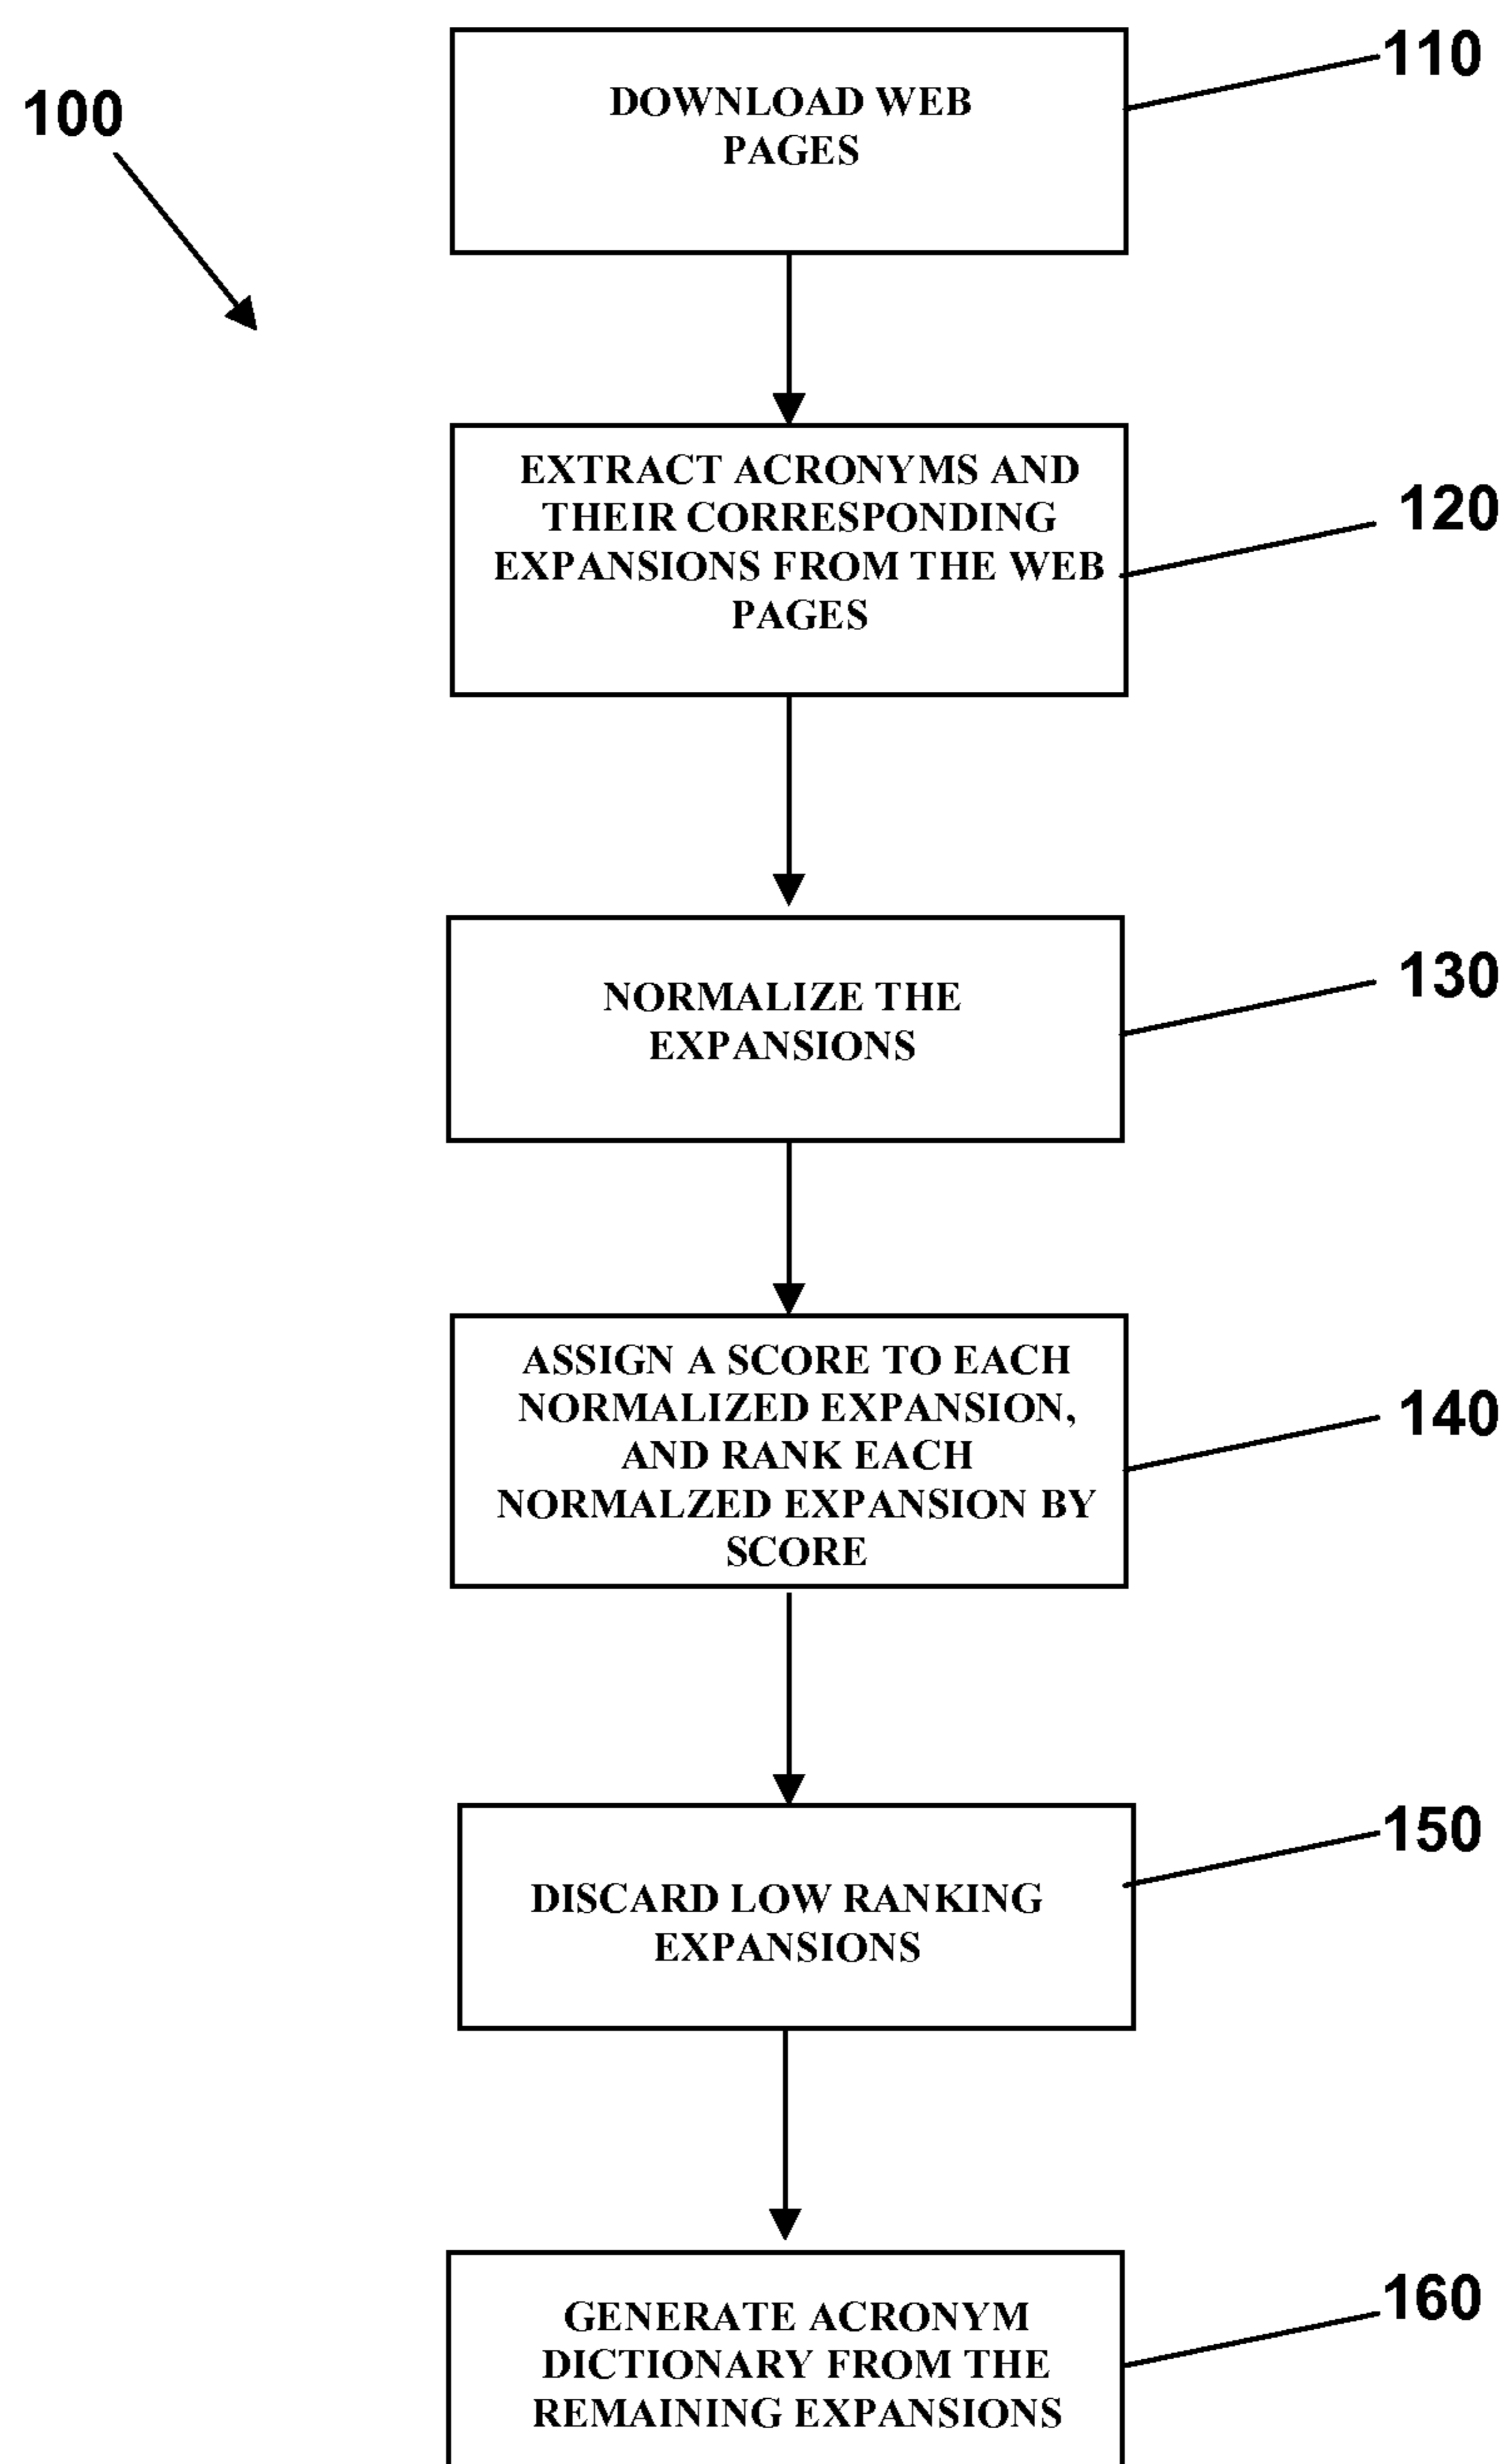 110
100
DOWNLOAD WEB
PAGES
EXTRACT ACRONYMS AND
THEIR CORRESPONDING
EXPANSIONS FROM THE WEB
PAGES
120
NORMALIZE THE
EXPANSIONS
130
ASSIGN A SCORE TO EACH
NORMALIZED EXPANSION,
AND RANK EACH
NORMALZED EXPANSION BY
SCORE
140
DISCARD LOW RANKING
EXPANSIONS
150
GENERATE ACRONYM
DICTIONARY FROM THE
REMAINING EXPANSIONS
160